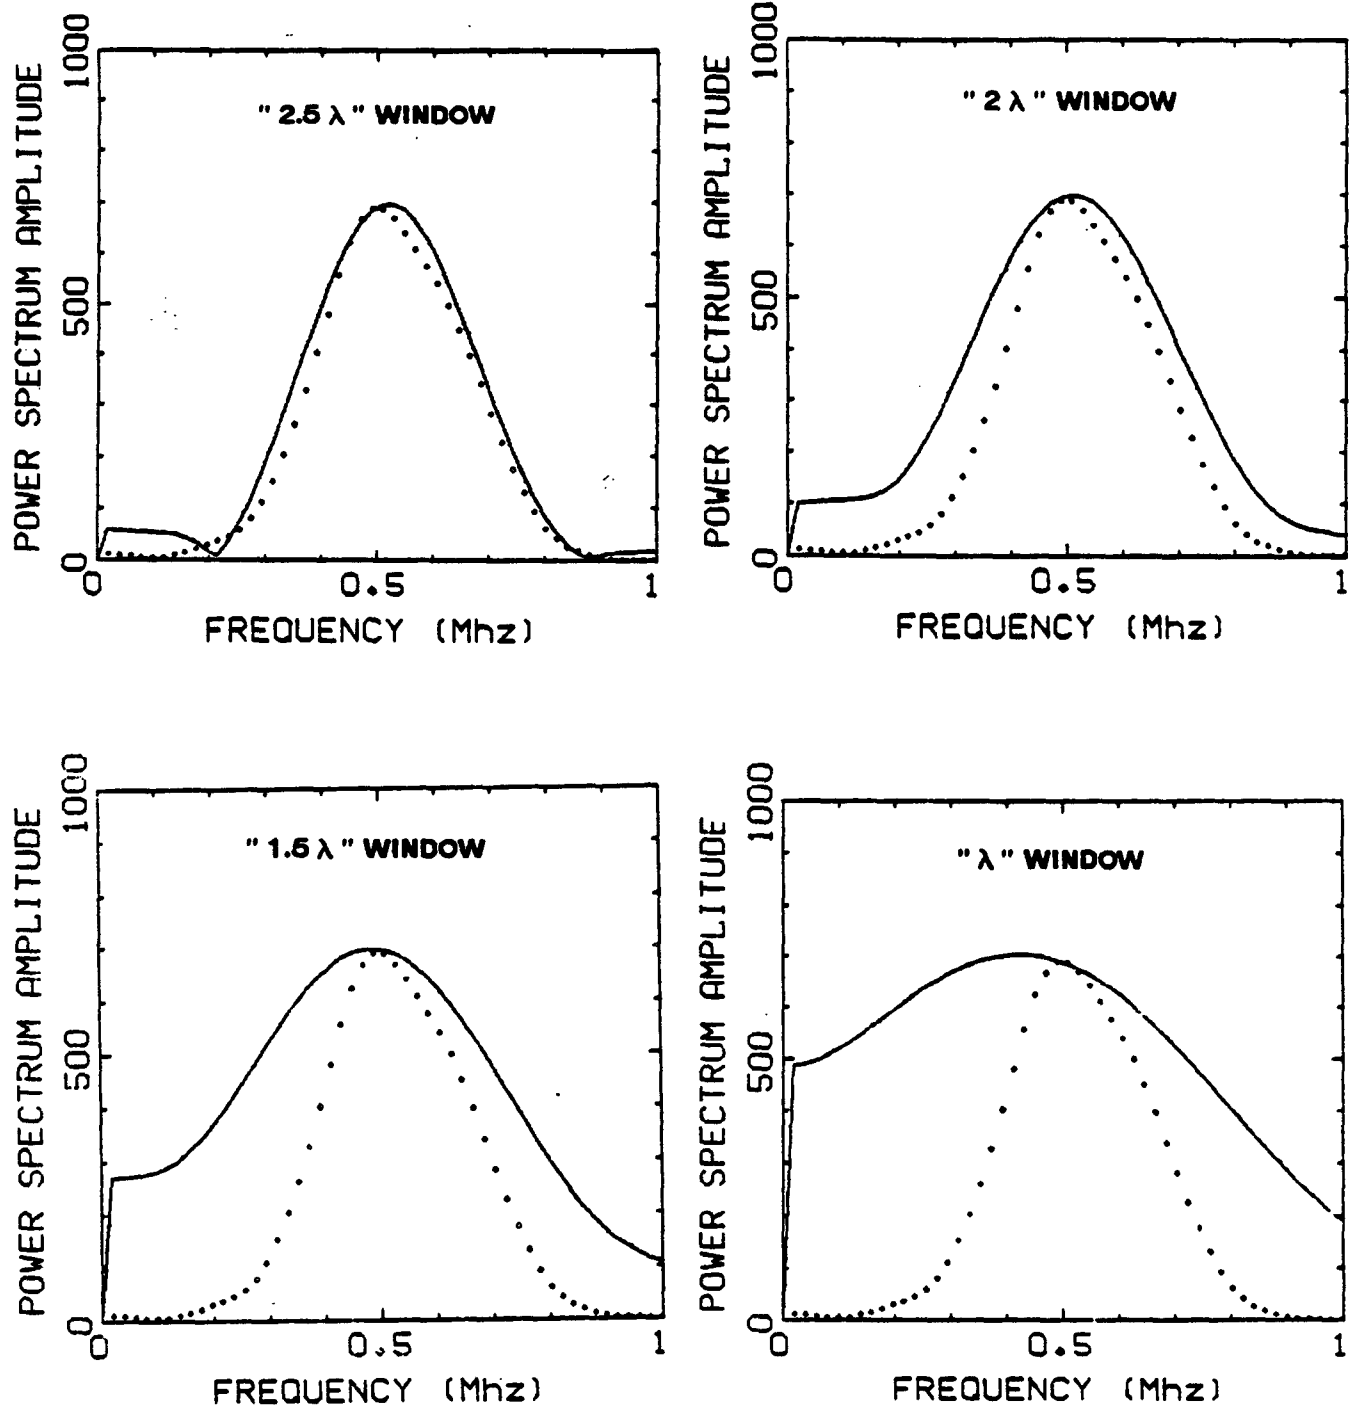 " 2.5 λ " WINDOW
POWER SPECTRUM AMPLITUDE
1000
500
0
0 0.5 1
FREQUENCY (Mhz)
" 2 λ " WINDOW
POWER SPECTRUM AMPLITUDE
1000
500
0
0 0.5 1
FREQUENCY (Mhz)
" 1.5 λ " WINDOW
POWER SPECTRUM AMPLITUDE
1000
500
0
0 0.5 1
FREQUENCY (Mhz)
" λ " WINDOW
POWER SPECTRUM AMPLITUDE
1000
500
0
0 0.5 1
FREQUENCY (Mhz)